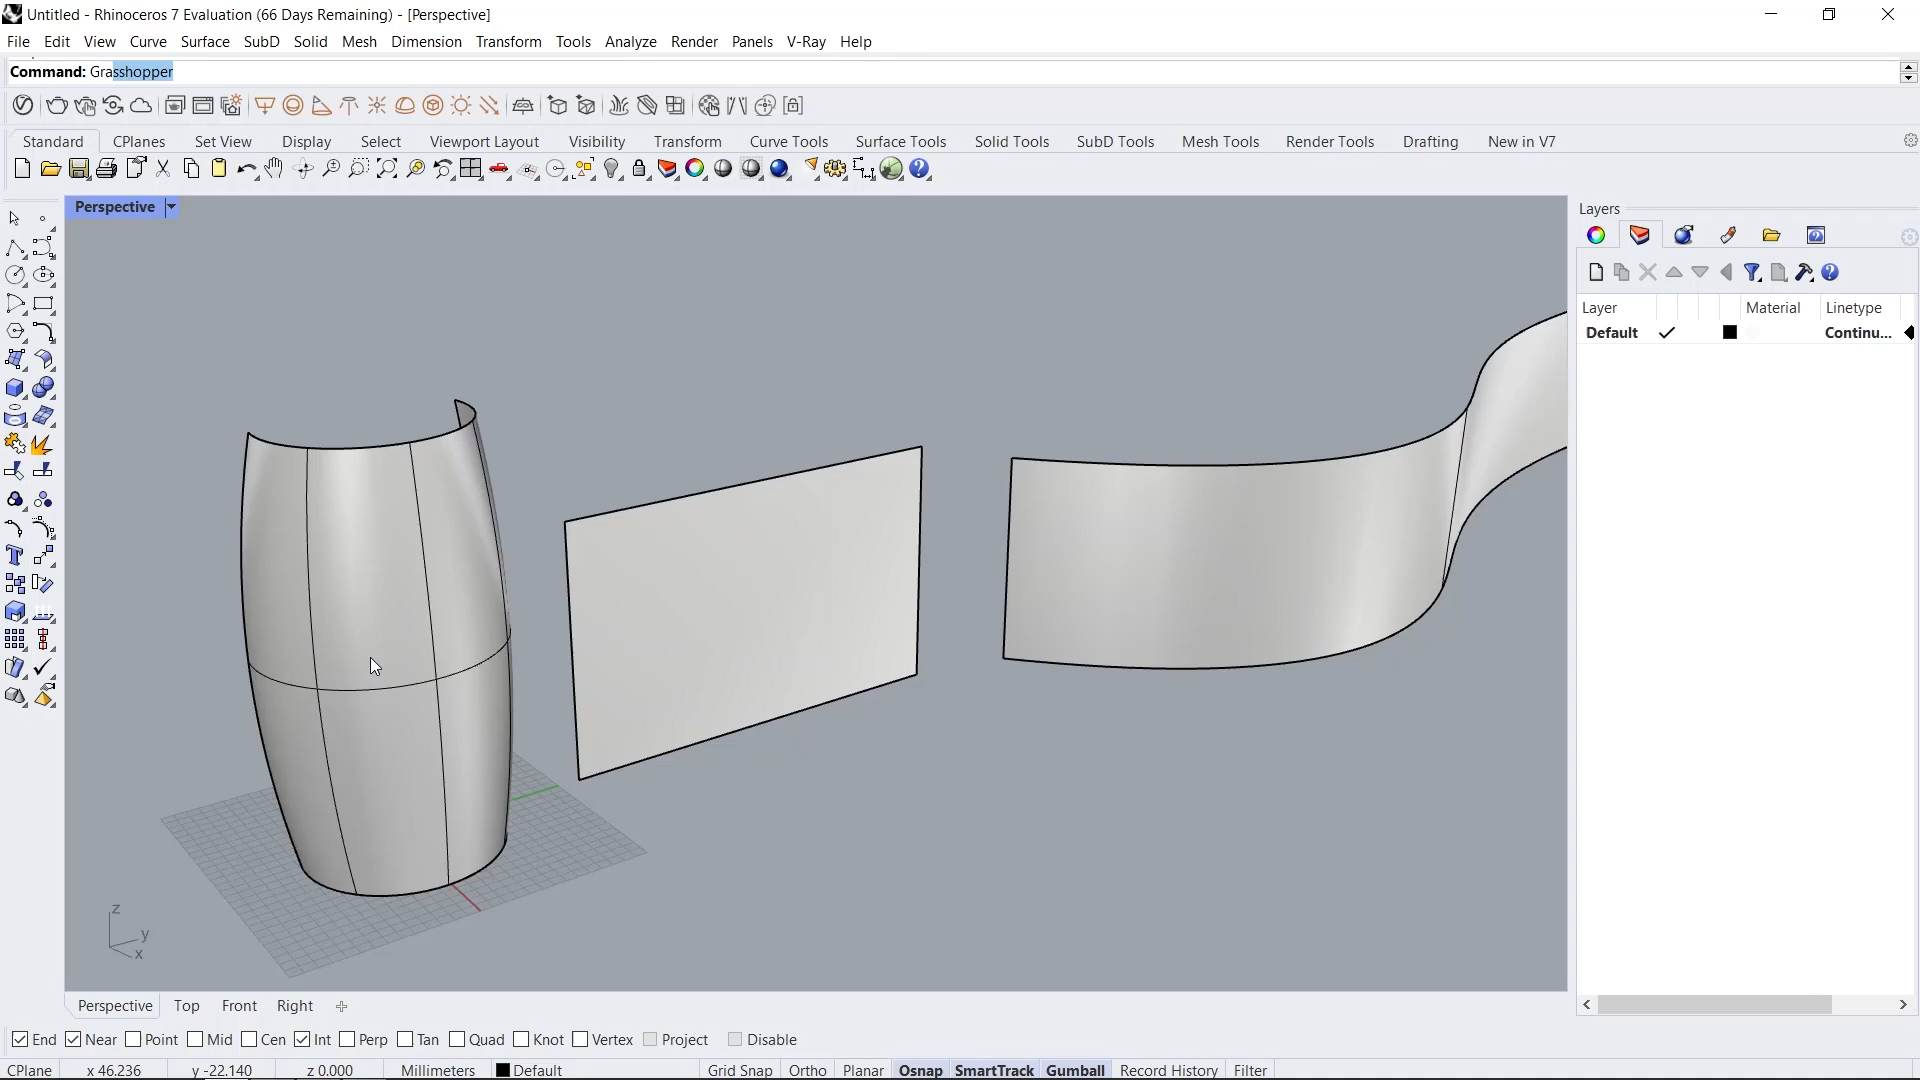 Untitled - Rhinoceros 7 Evaluation (66 Days Remaining) - [Perspective]
File Edit View Curve Surface SubD Solid Mesh Dimension Transform Tools Analyze Render Panels V-Ray Help
Command: Grasshopper
Standard CPlanes Set View Display Select Viewport Layout Visibility Transform Curve Tools Surface Tools Solid Tools SubD Tools Mesh Tools Render Tools Drafting New in V7
Perspective
Layers
Layer Material Linetype
Default Continu...
z
y
x
Perspective Top Front Right
End Near Point Mid Cen Int Perp Tan Quad Knot Vertex Project Disable
CPlane x 46.236 y -22.140 z 0.000 Millimeters Default Grid Snap Ortho Planar Osnap SmartTrack Gumball Record History Filter